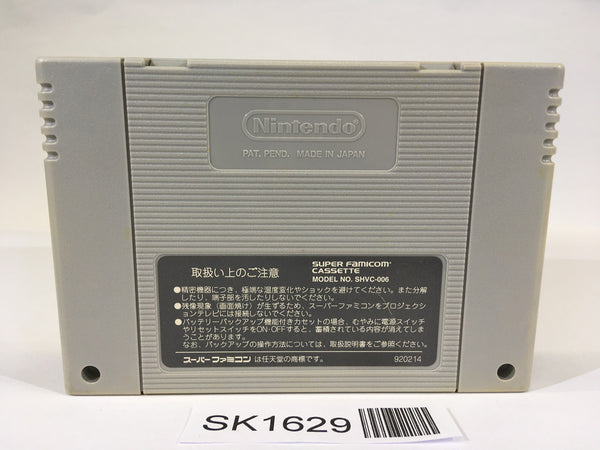 Nintendo
PAT. PEND. MADE IN JAPAN
取扱い上のご注意
SUPER FAMICOM
CASSETTE
MODEL NO. SHVC-006
●精密機器につき、極端な温度変化やショックを避けてください。また分解
したり、端子部を汚したりしないでください。
●残像現象（画面焼け）が生ずるため、スーパーファミコンをプロジェクシ
ョンテレビには接続しないでください。
●バッテリーバックアップ機能付きカセットの場合、むやみに電源スイッチ
やリセットスイッチをON・OFFすると、蓄積されている内容が消えてしま
うことがあります。
なお、バックアップの操作方法については、取扱説明書をご参照ください。
スーパーファミコン は任天堂の商標です。 920214
SK1629